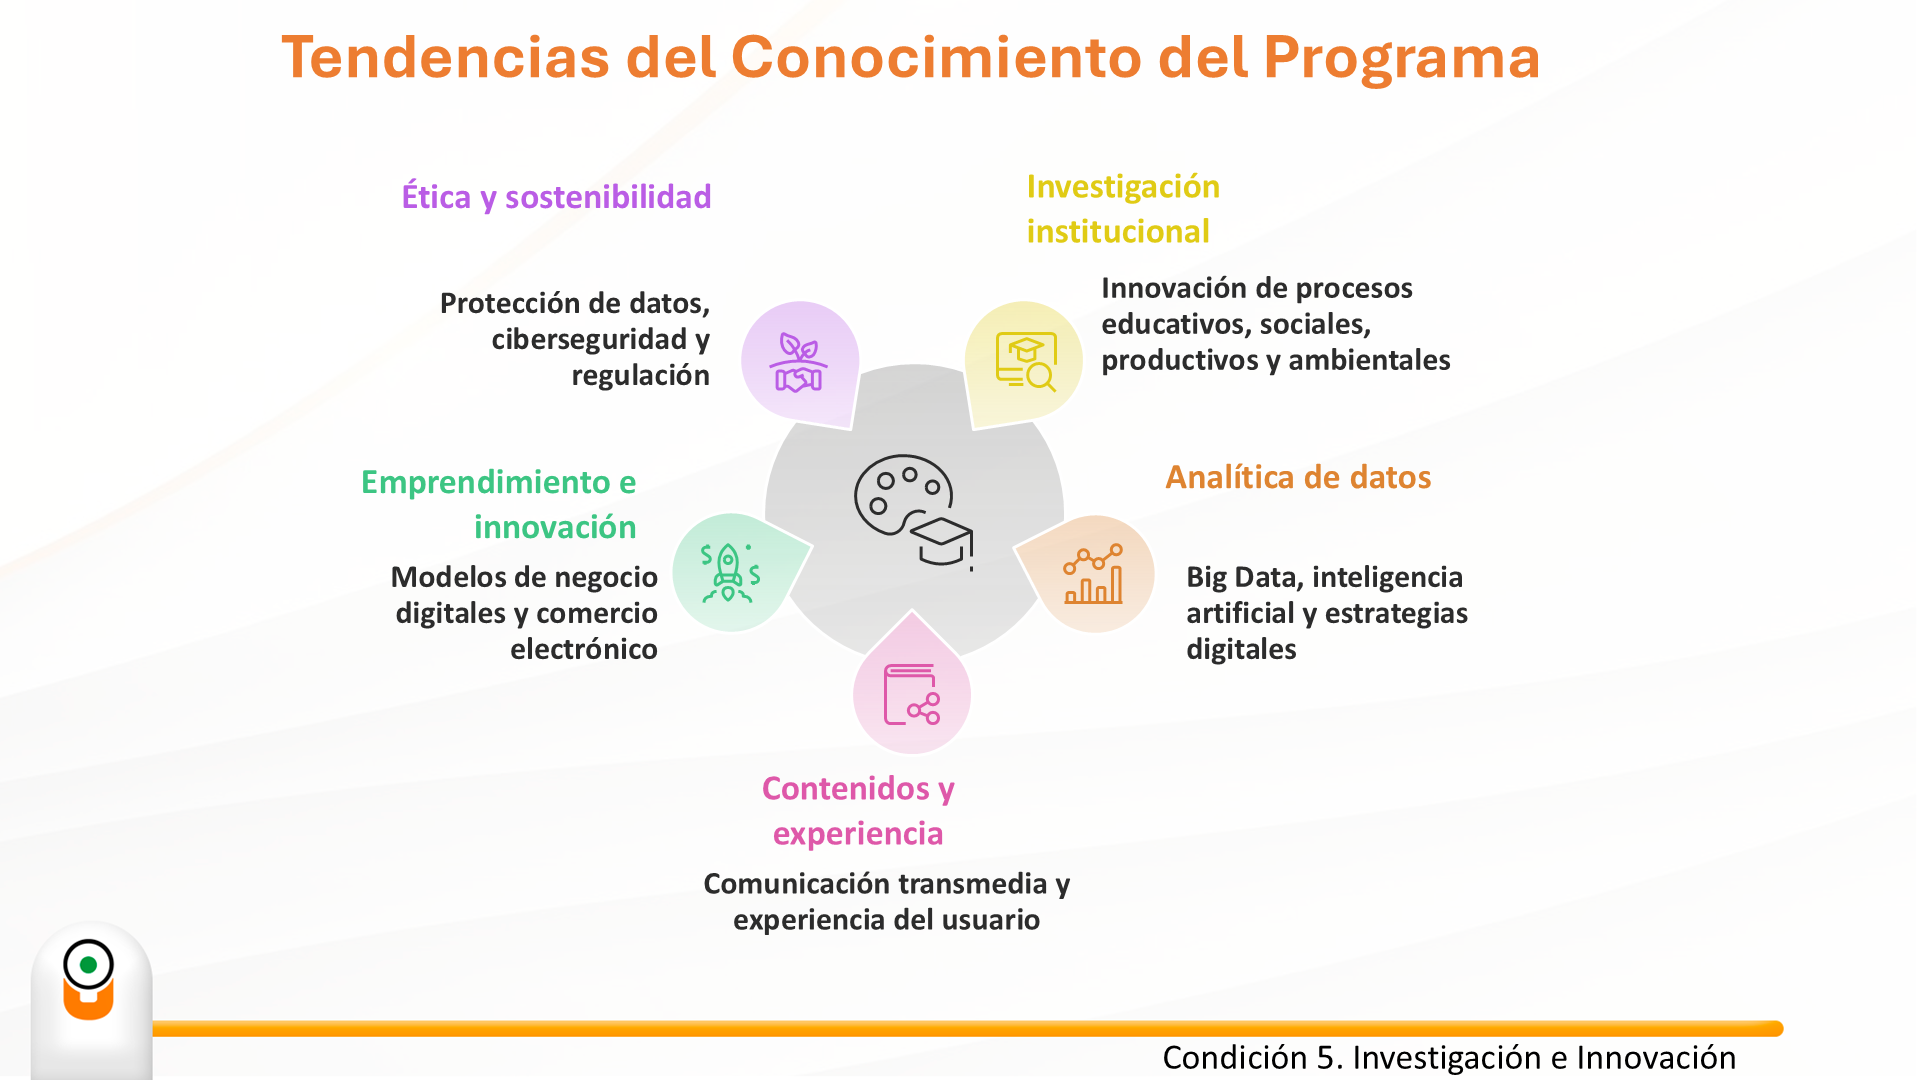 Tendencias del Conocimiento del Programa
Ética y sostenibilidad
Protección de datos,
ciberseguridad y
regulación
Investigación
institucional
Innovación de procesos
educativos, sociales,
productivos y ambientales
Emprendimiento e
innovación
Modelos de negocio
digitales y comercio
electrónico
Analítica de datos
Big Data, inteligencia
artificial y estrategias
digitales
Contenidos y
experiencia
Comunicación transmedia y
experiencia del usuario
Condición 5. Investigación e Innovación